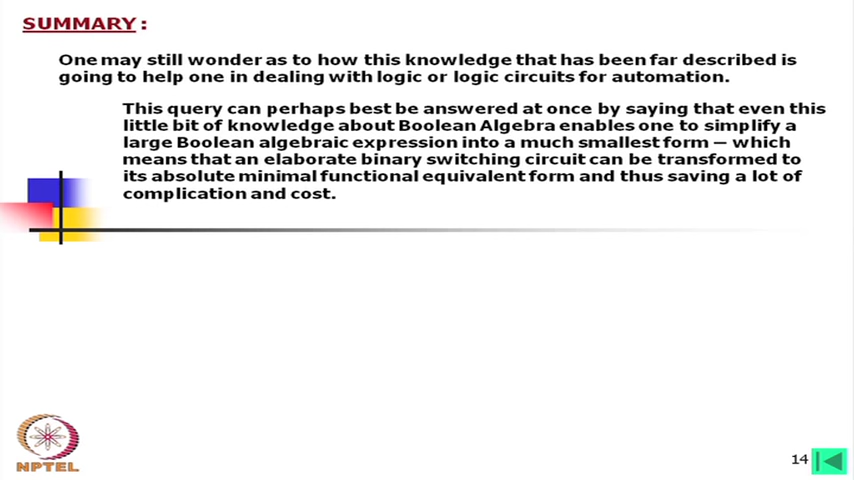 SUMMARY :
One may still wonder as to how this knowledge that has been far described is
going to help one in dealing with logic or logic circuits for automation.
This query can perhaps best be answered at once by saying that even this
little bit of knowledge about Boolean Algebra enables one to simplify a
large Boolean algebraic expression into a much smallest form – which
means that an elaborate binary switching circuit can be transformed to
its absolute minimal functional equivalent form and thus saving a lot of
complication and cost.
NPTEL
14